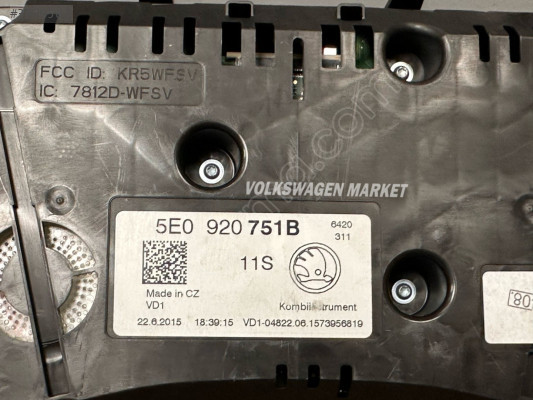 FCC ID: KR5WFSV
IC: 7812D-WFSV
VOLKSWAGEN MARKET
5E0 920 751B
6420
311
11S
Made in CZ
VD1
Kombiinstrument
22.6.2015 18:39:15 VD1-04822.06.1573956819